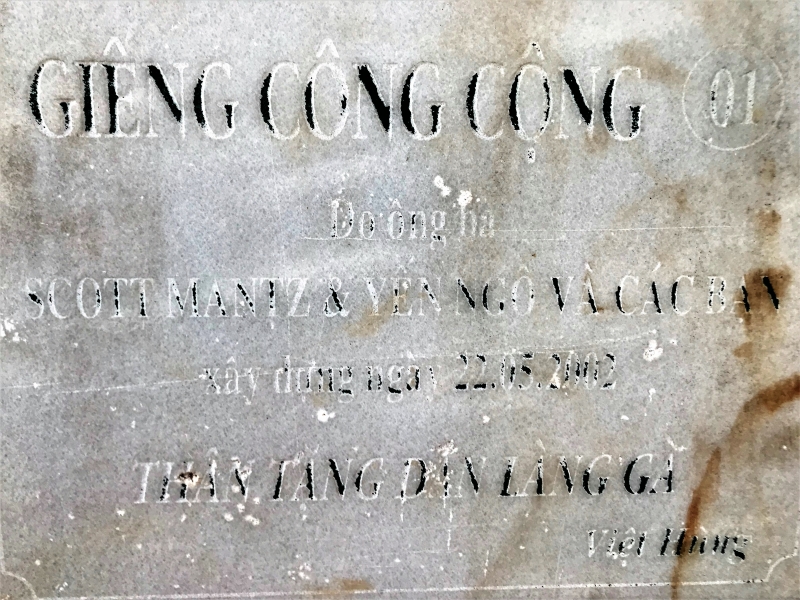 GIẾNG CÔNG CỘNG 01
Do ông bà
SCOTT MANTZ & YẾN NGÔ VÀ CÁC BẠN
xây dựng ngày 22.05.2002
THÂN TẶNG DÂN LÀNG GÀ
Việt Hùng